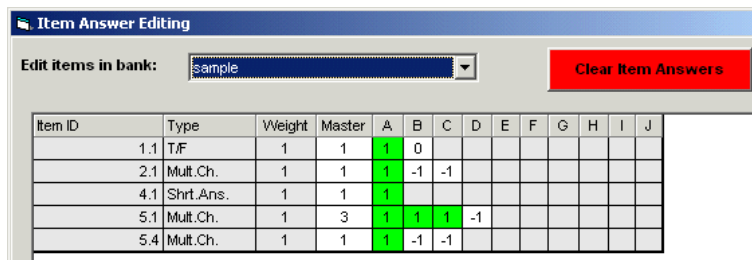 Item Answer Editing
Edit items in bank: sample Clear Item Answers
Item ID Type Weight Master A B C D E F G H I J
1.1 T/F 1 1 1 0
2.1 Mult.Ch. 1 1 1 -1 -1
4.1 Shrt.Ans. 1 1 1
5.1 Mult.Ch. 1 3 1 1 1 -1
5.4 Mult.Ch. 1 1 1 -1 -1